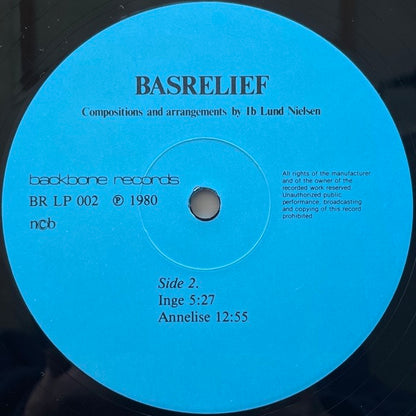 BASRELIEF
Compositions and arrangements by Ib Lund Nielsen
backbone records
BR LP 002 ℗ 1980
ncb
All rights of the manufacturer
and of the owner of the
recorded work reserved.
Unauthorized public
performance, broadcasting
and copying of this record
prohibited.
Side 2.
Inge 5:27
Annelise 12:55